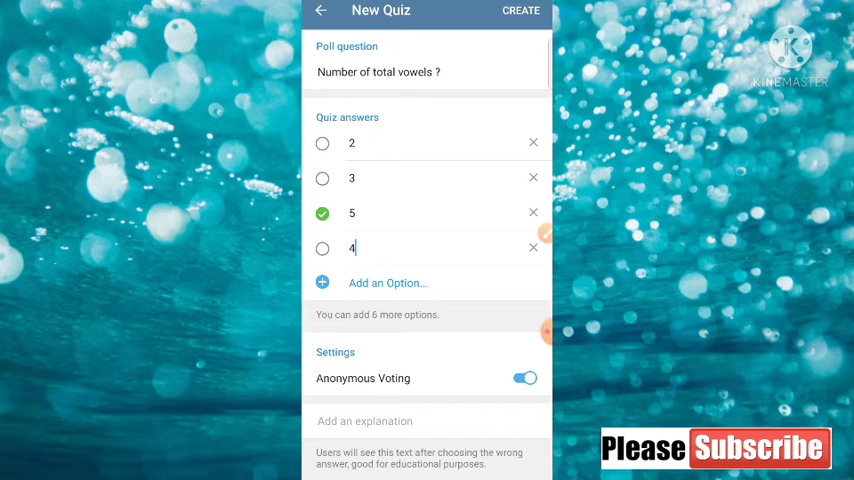 New Quiz
CREATE
Poll question
Number of total vowels ?
Quiz answers
2
3
5
4
Add an Option...
You can add 6 more options.
Settings
Anonymous Voting
Add an explanation
Users will see this text after choosing the wrong
answer, good for educational purposes.
K
KINEMASTER
Please Subscribe